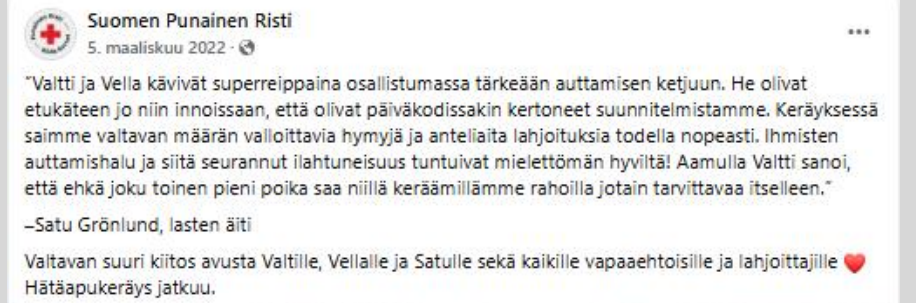 Suomen Punainen Risti
5. maaliskuu 2022 ·
"Valtti ja Vella kävivät superreippaina osallistumassa tärkeään auttamisen ketjuun. He olivat
etukäteen jo niin innoissaan, että olivat päiväkodissakin kertoneet suunnitelmistamme. Keräyksessä
saimme valtavan määrän valloittavia hymyjä ja anteliaita lahjoituksia todella nopeasti. Ihmisten
auttamishalu ja siitä seurannut ilahtuneisuus tuntuivat mielettömän hyviltä! Aamulla Valtti sanoi,
että ehkä joku toinen pieni poika saa niillä keräämillämme rahoilla jotain tarvittavaa itselleen."
–Satu Grönlund, lasten äiti
Valtavan suuri kiitos avusta Valtille, Vellalle ja Satulle sekä kaikille vapaaehtoisille ja lahjoittajille ❤️
Hätäapukeräys jatkuu.